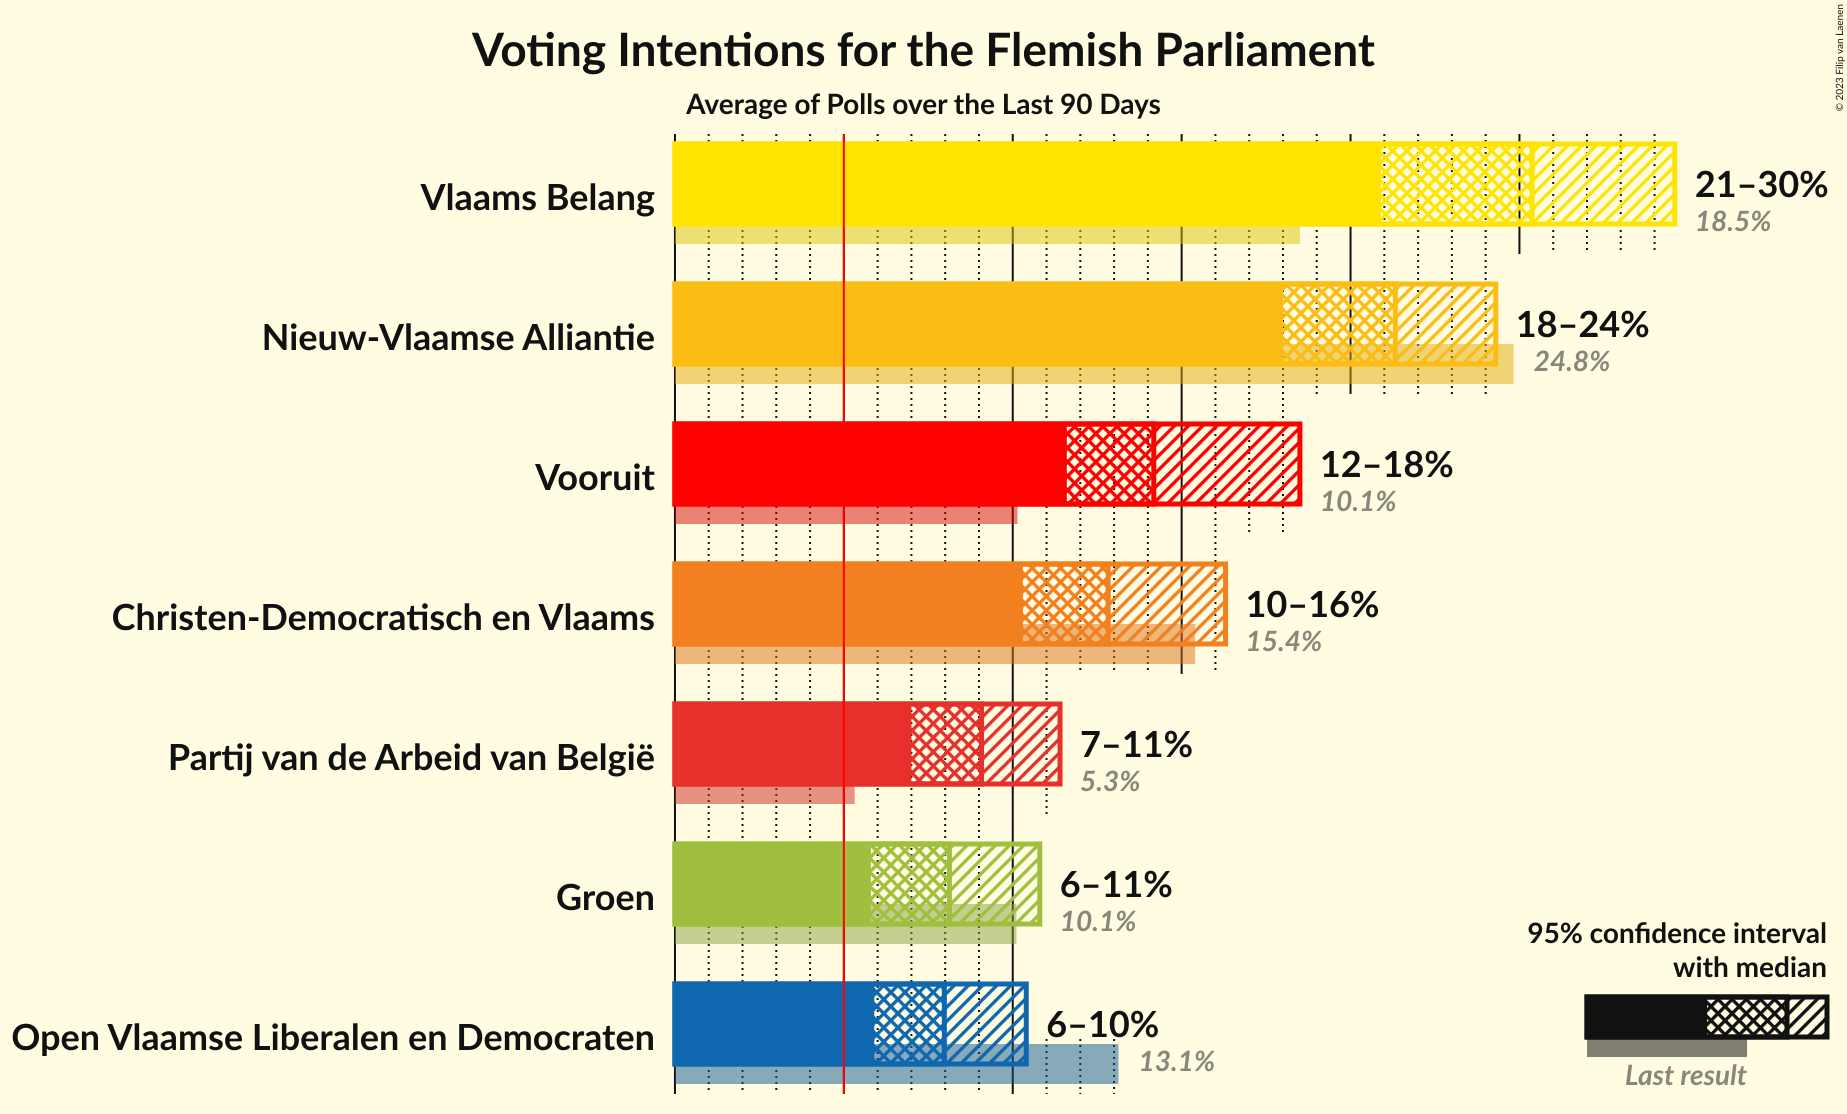 Voting Intentions for the Flemish Parliament
Average of Polls over the Last 90 Days
© 2023 Filip van Laenen
Vlaams Belang
21–30%
18.5%
Nieuw-Vlaamse Alliantie
18–24%
24.8%
Vooruit
12–18%
10.1%
Christen-Democratisch en Vlaams
10–16%
15.4%
Partij van de Arbeid van België
7–11%
5.3%
Groen
6–11%
10.1%
Open Vlaamse Liberalen en Democraten
6–10%
13.1%
95% confidence interval
with median
Last result